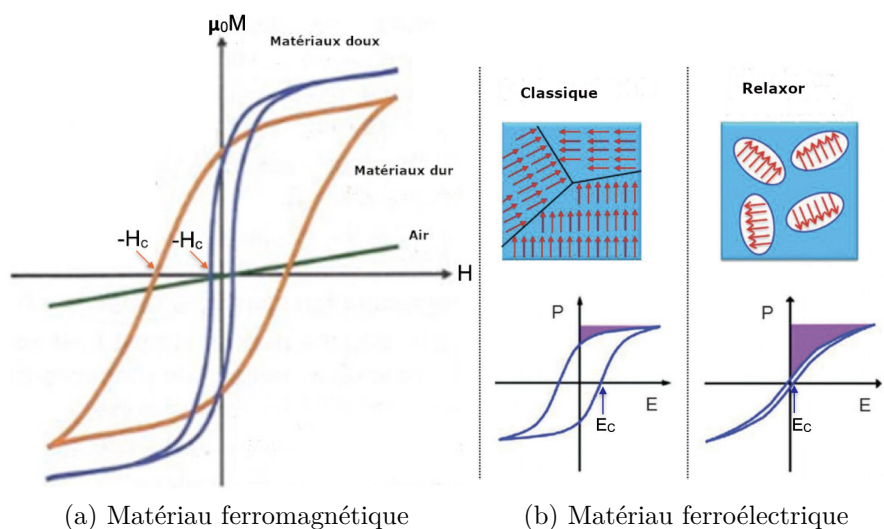 μ₀M
Matériaux doux
Matériaux dur
-Hc
-Hc
Air
H
Classique
Relaxor
P
E
Ec
P
E
Ec
(a) Matériau ferromagnétique
(b) Matériau ferroélectrique